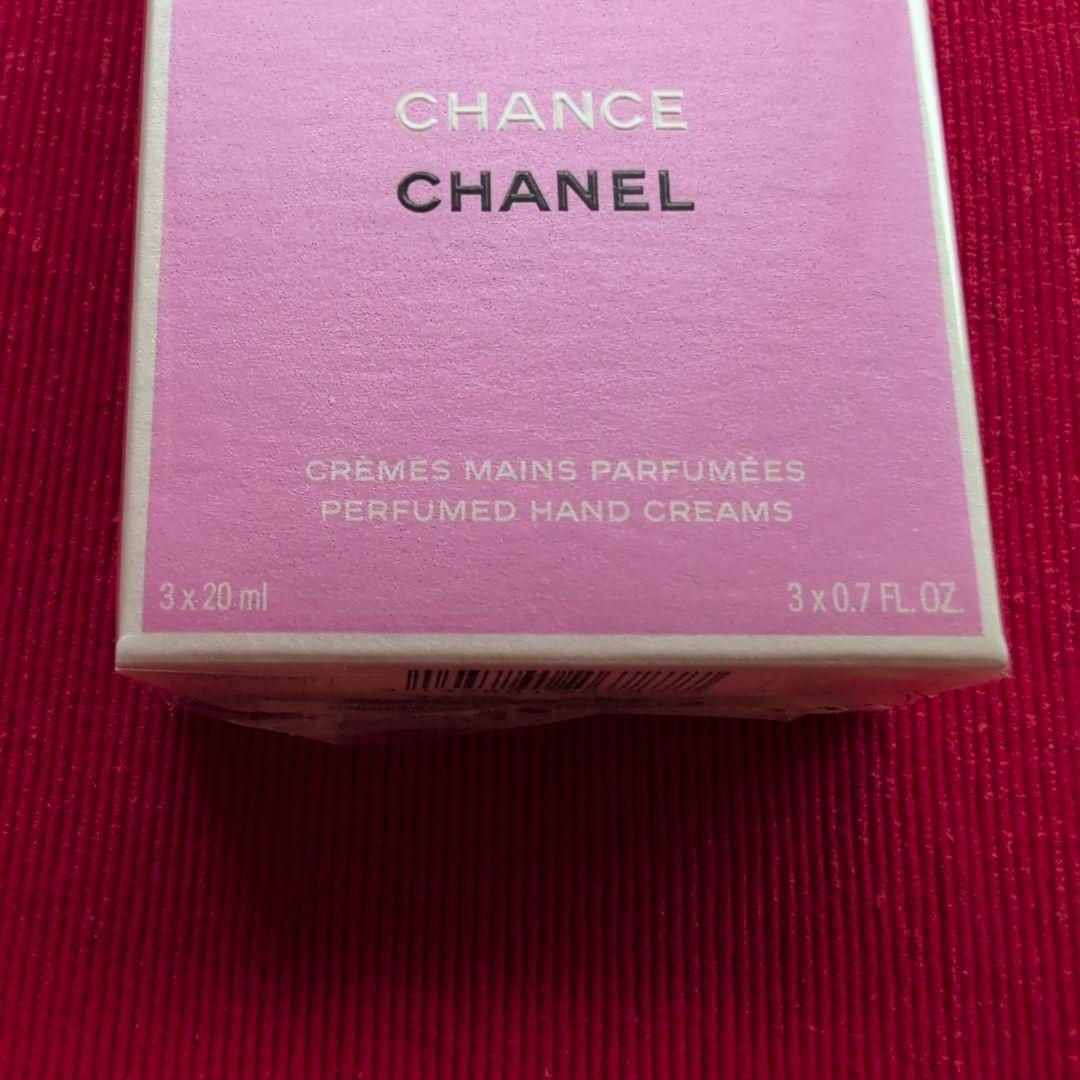 CHANCE
CHANEL
CRÈMES MAINS PARFUMÉES
PERFUMED HAND CREAMS
3 x 20 ml
3 x 0.7 FL. OZ.